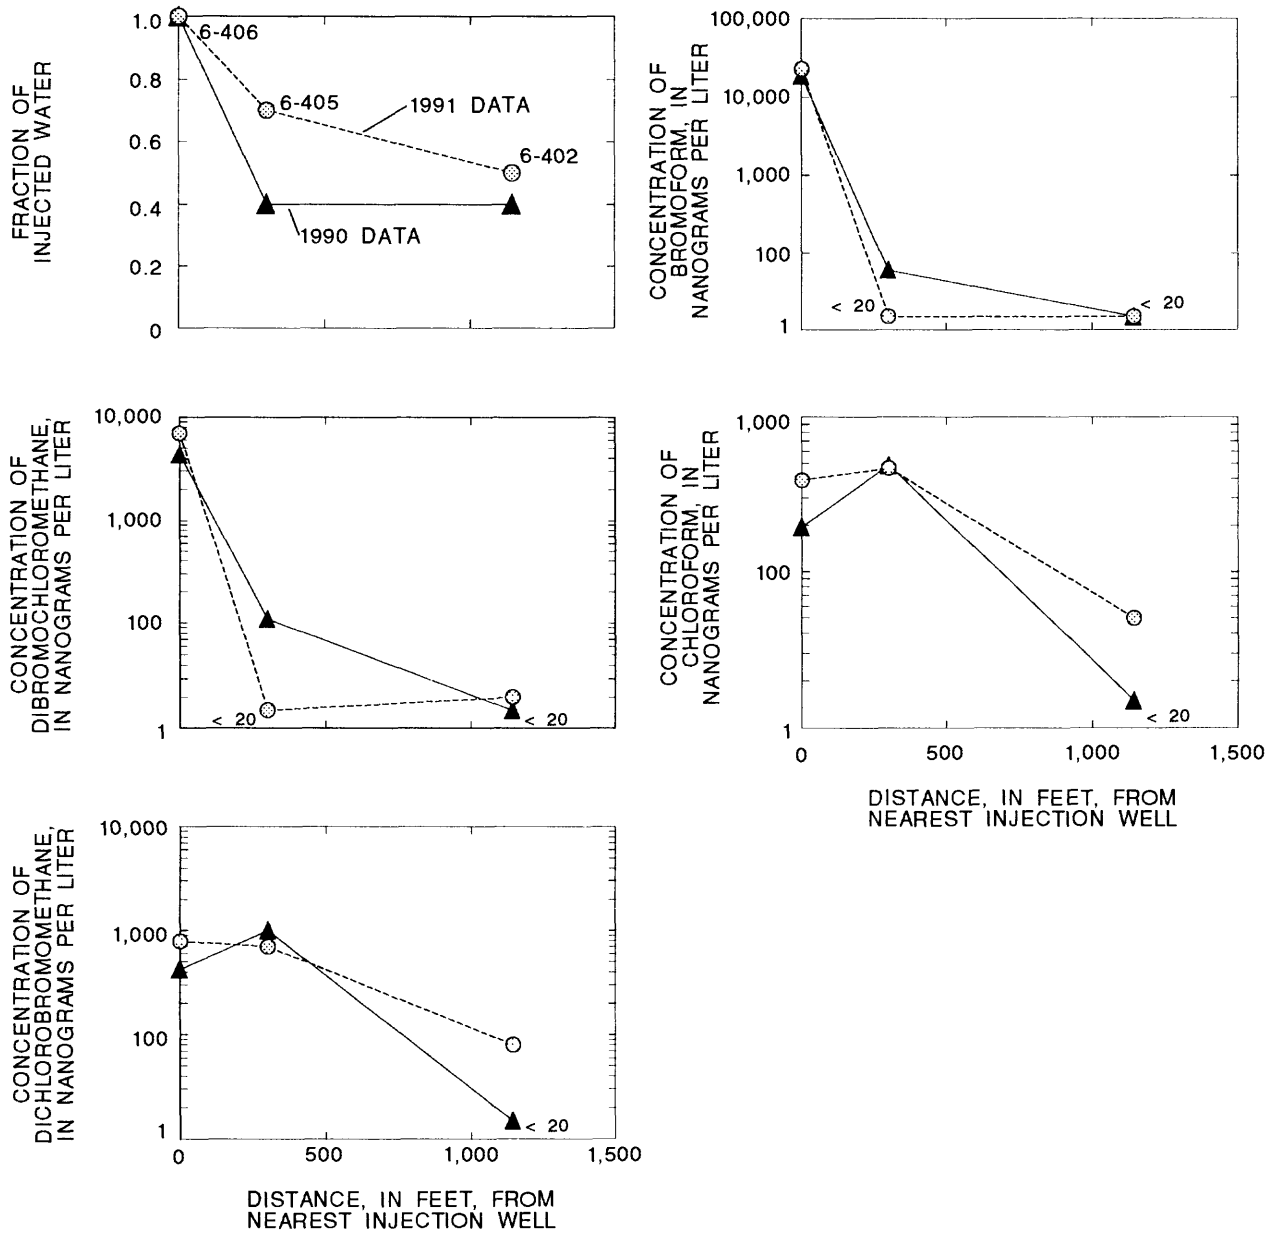 FRACTION OF
INJECTED WATER
1.0
0.8
0.6
0.4
0.2
0
6-406
6-405
6-402
1991 DATA
1990 DATA
CONCENTRATION OF
BROMOFORM, IN
NANOGRAMS PER LITER
100,000
10,000
1,000
100
1
< 20
< 20
CONCENTRATION OF
DIBROMOCHLOROMETHANE,
IN NANOGRAMS PER LITER
10,000
1,000
100
1
< 20
< 20
CONCENTRATION OF
CHLOROFORM, IN
NANOGRAMS PER LITER
1,000
100
1
< 20
0
500
1,000
1,500
DISTANCE, IN FEET, FROM
NEAREST INJECTION WELL
CONCENTRATION OF
DICHLOROBROMOMETHANE,
IN NANOGRAMS PER LITER
10,000
1,000
100
1
< 20
0
500
1,000
1,500
DISTANCE, IN FEET, FROM
NEAREST INJECTION WELL